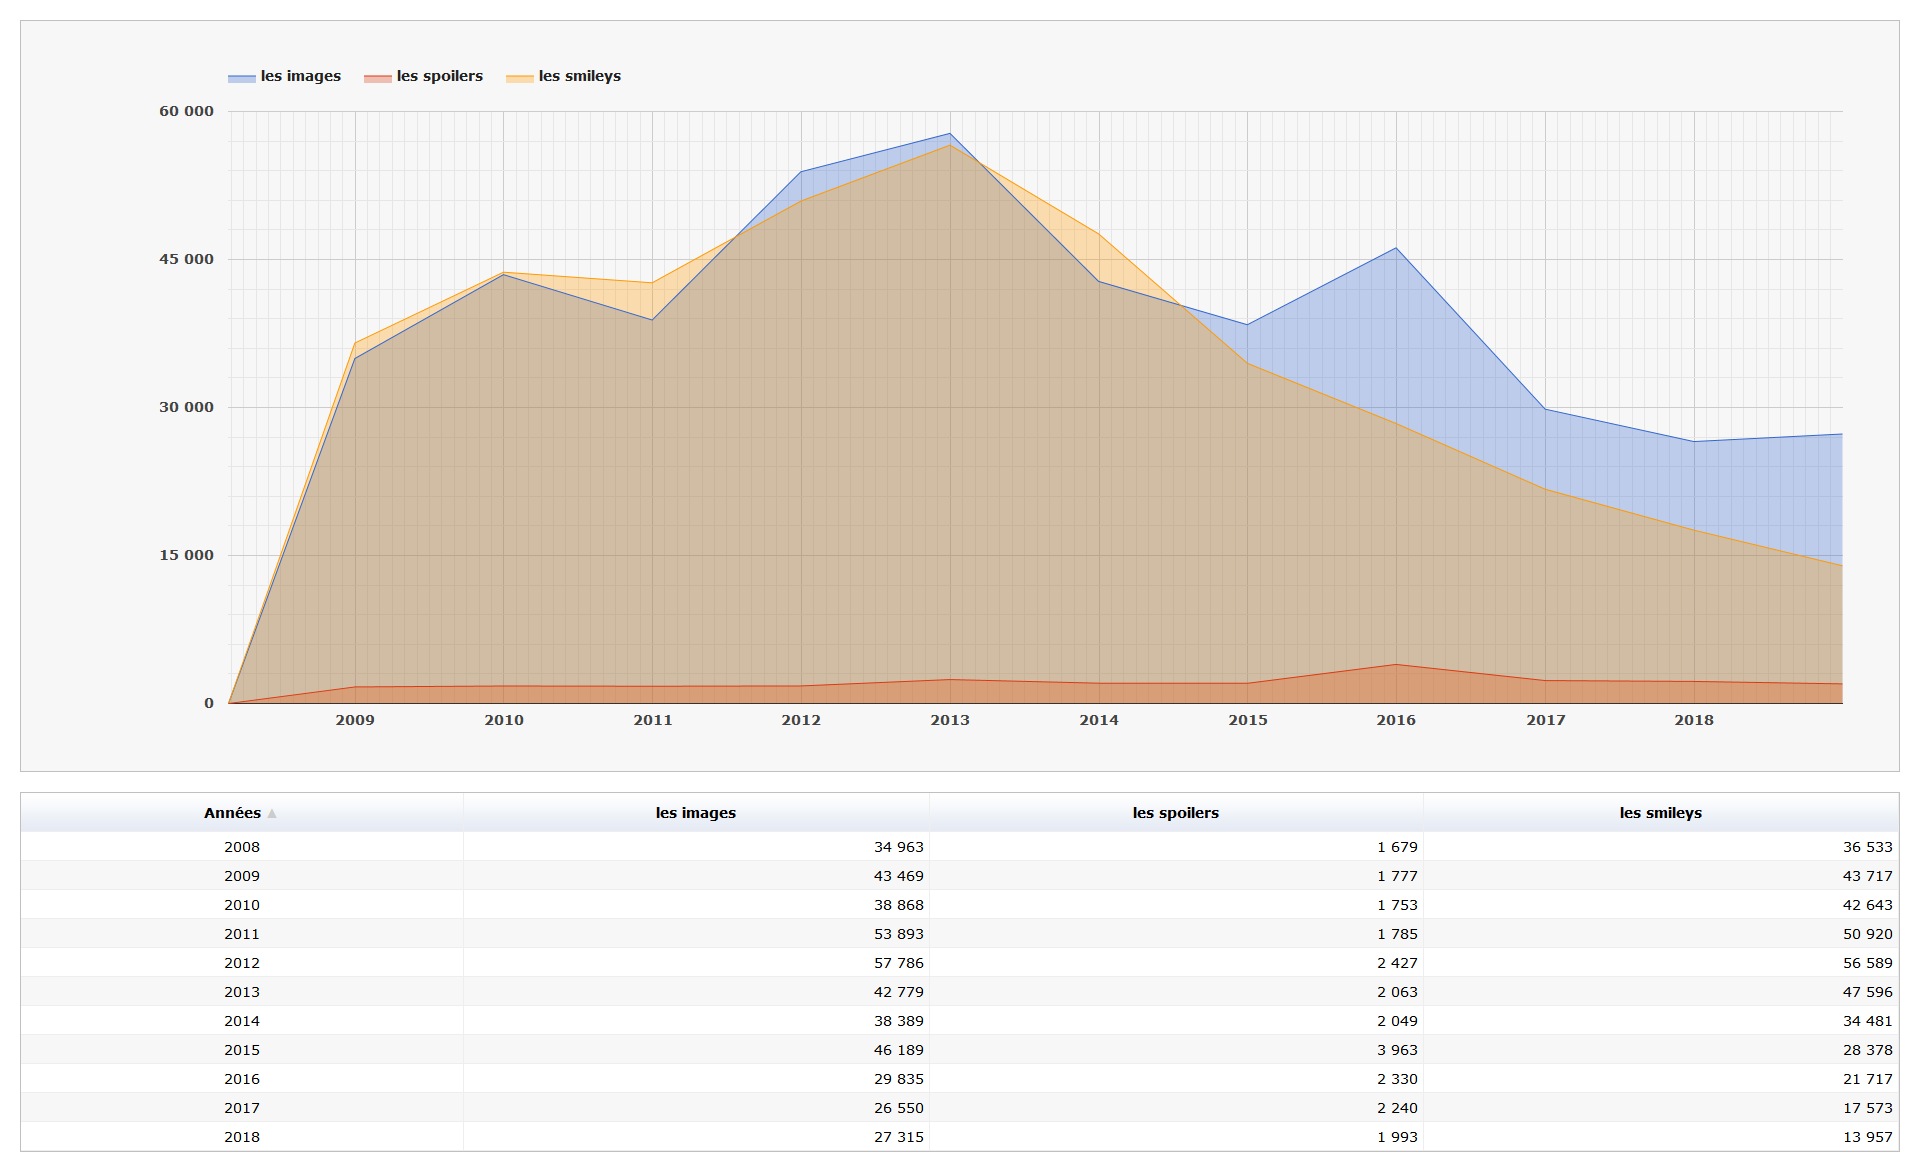 les images les spoilers les smileys
60 000
45 000
30 000
15 000
0
2009 2010 2011 2012 2013 2014 2015 2016 2017 2018
Années les images les spoilers les smileys
2008 34 963 1 679 36 533
2009 43 469 1 777 43 717
2010 38 868 1 753 42 643
2011 53 893 1 785 50 920
2012 57 786 2 427 56 589
2013 42 779 2 063 47 596
2014 38 389 2 049 34 481
2015 46 189 3 963 28 378
2016 29 835 2 330 21 717
2017 26 550 2 240 17 573
2018 27 315 1 993 13 957